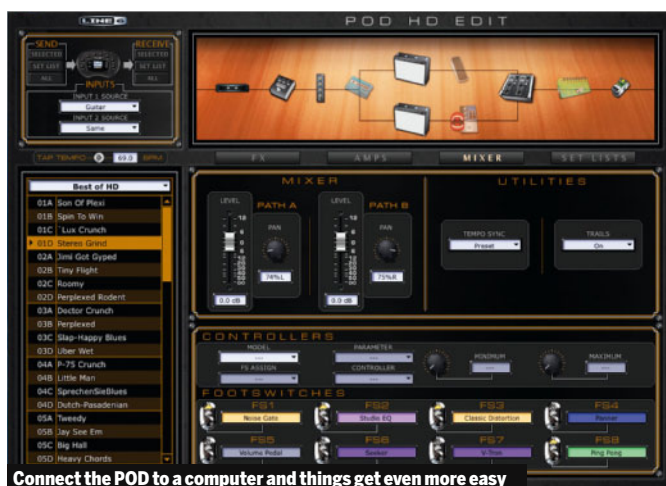 LINE 6
POD HD EDIT
SEND
RECEIVE
SELECTED
SELECTED
SET LIST
SET LIST
ALL
ALL
INPUTS
INPUT 1 SOURCE
Guitar
INPUT 2 SOURCE
Same
TAP TEMPO
69.0 BPM
FX
AMPS
MIXER
SET LISTS
Best of HD
01A Son Of Plexi
01B Spin To Win
01C `Lux Crunch
01D Stereo Grind
02A Jimi Got Gyped
02B Tiny Flight
02C Roomy
02D Perplexed Rodent
03A Doctor Crunch
03B Perplexed
03C Slap-Happy Blues
03D Uber Wet
04A P-75 Crunch
04B Little Man
04C SprechenSieBlues
04D Dutch-Pasaderian
05A Tweedy
05B Jay See Em
05C Big Hall
05D Heavy Chords
MIXER
LEVEL
PATH A
PAN
74%L
0.0 dB
LEVEL
PATH B
PAN
75%R
0.0 dB
UTILITIES
TEMPO SYNC
Preset
TRAILS
On
CONTROLLERS
MODEL
---
PARAMETER
---
MINIMUM
---
MAXIMUM
---
FS ASSIGN
---
CONTROLLER
---
FOOTSWITCHES
FS1
Noise Gate
FS2
Studio EQ
FS3
Classic Distortion
FS4
FS5
Volume Pedal
FS6
Seeker
FS7
V-Trem
FS8
Ping Pong
Connect the POD to a computer and things get even more easy